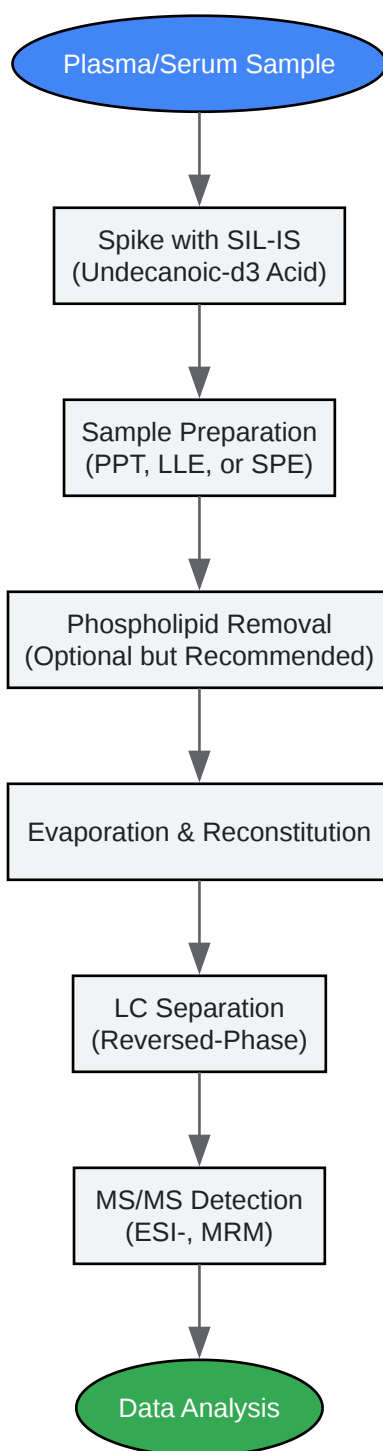 Plasma/Serum Sample
Spike with SIL-IS
(Undecanoic-d3 Acid)
Sample Preparation
(PPT, LLE, or SPE)
Phospholipid Removal
(Optional but Recommended)
Evaporation & Reconstitution
LC Separation
(Reversed-Phase)
MS/MS Detection
(ESI-, MRM)
Data Analysis